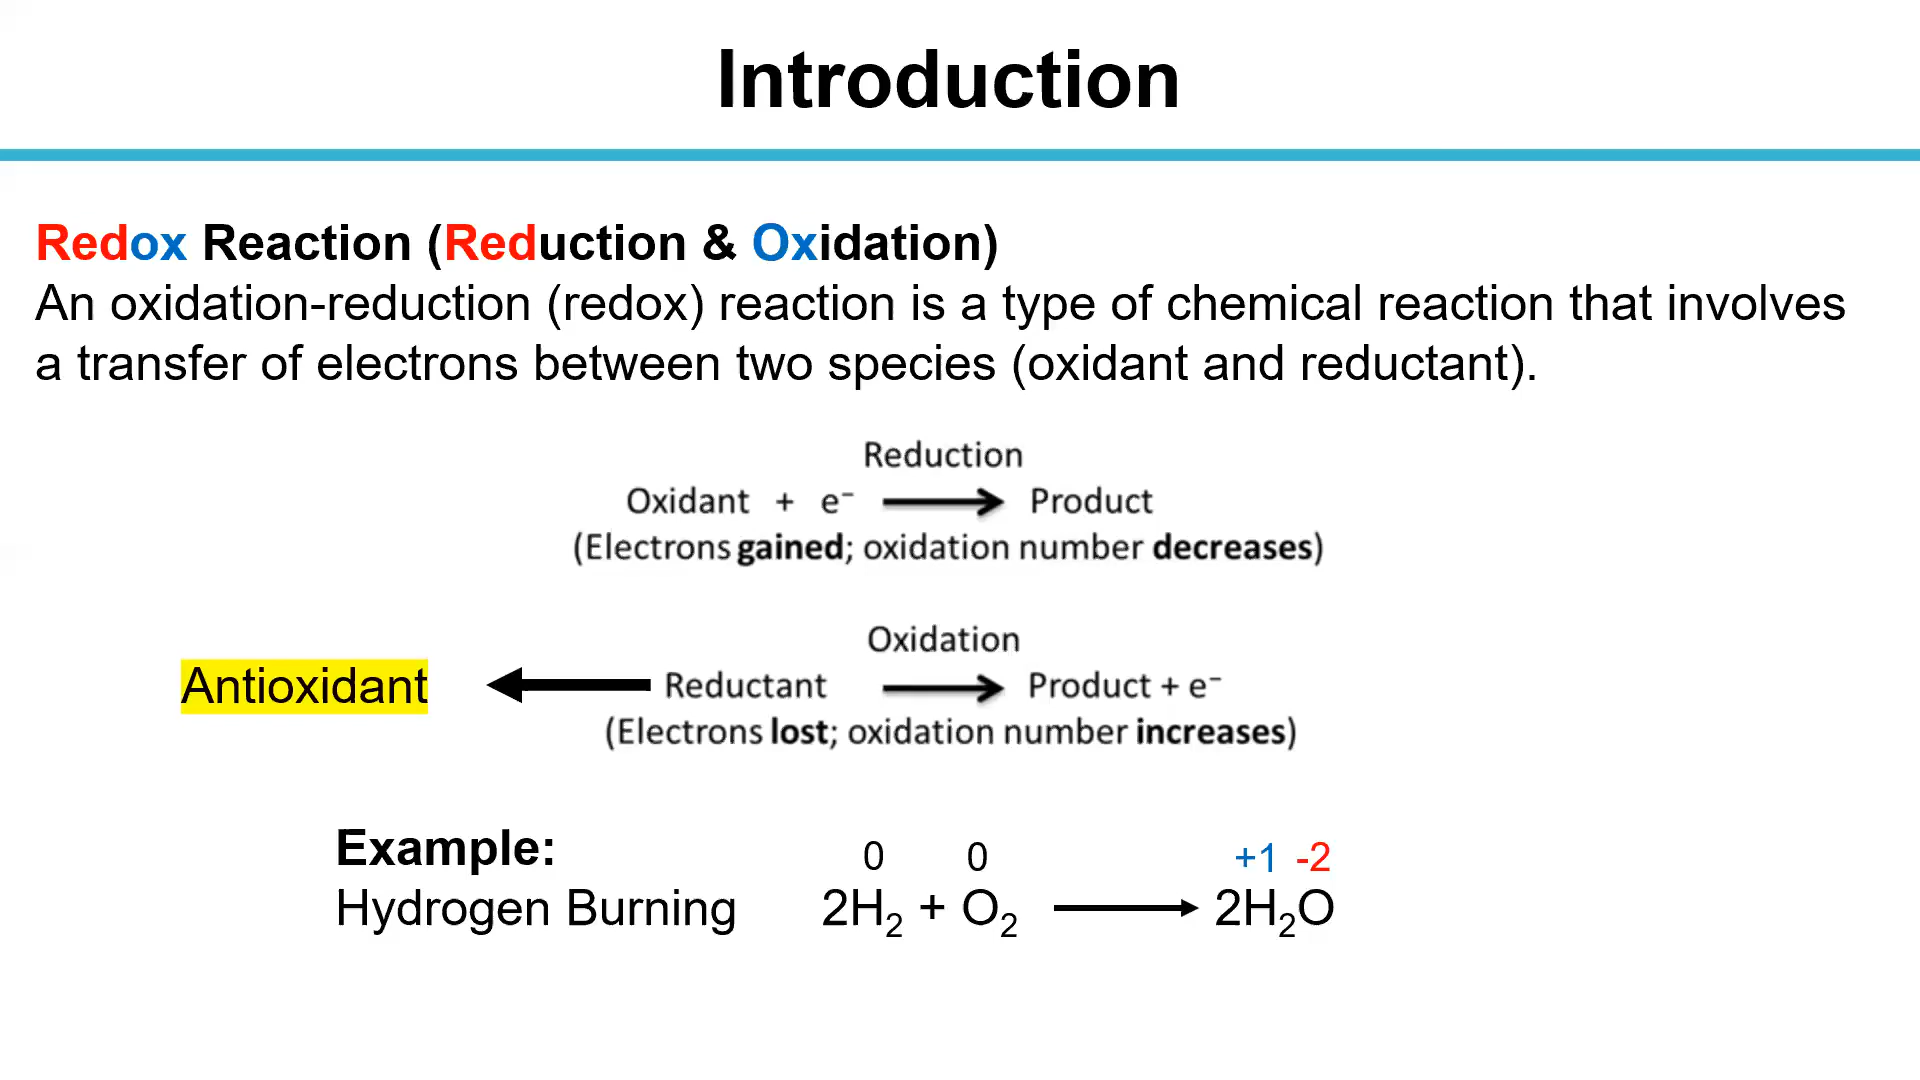 Introduction
Redox Reaction (Reduction & Oxidation)
An oxidation-reduction (redox) reaction is a type of chemical reaction that involves
a transfer of electrons between two species (oxidant and reductant).
Reduction
Oxidant + e⁻ → Product
(Electrons gained; oxidation number decreases)
Oxidation
Antioxidant ← Reductant → Product + e⁻
(Electrons lost; oxidation number increases)
Example: 0 0 +1 -2
Hydrogen Burning 2H₂ + O₂ → 2H₂O